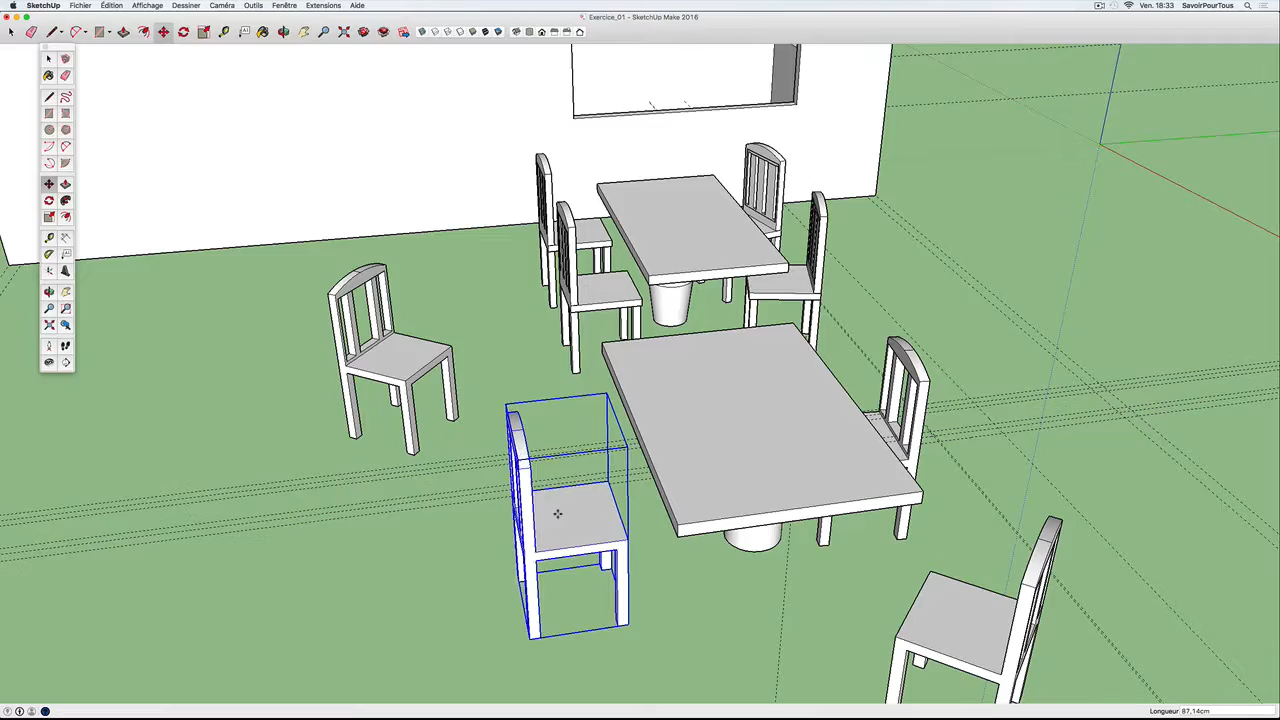 SketchUp Fichier Édition Affichage Dessiner Caméra Outils Fenêtre Extensions Aide Ven. 18:33 SavoirPourTous
Exercice_01 - SketchUp Make 2016
Longueur 87,14cm